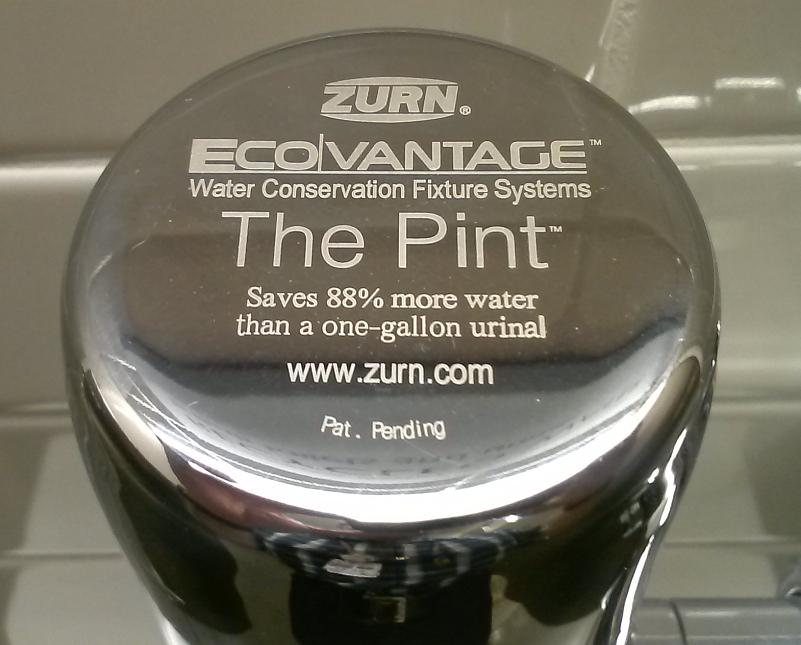 ZURN®
ECO|VANTAGE™
Water Conservation Fixture Systems
The Pint™
Saves 88% more water
than a one-gallon urinal
www.zurn.com
Pat. Pending